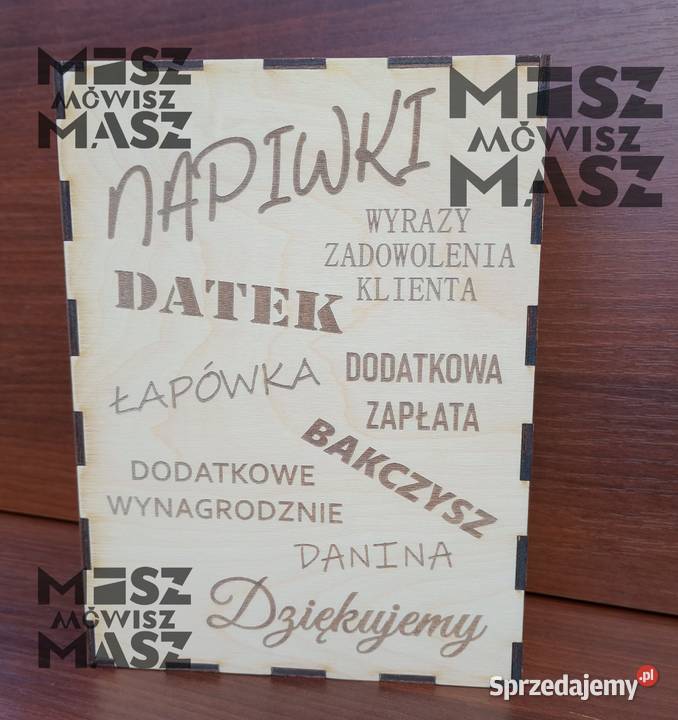 MASZ
MÓWISZ
MASZ
MASZ
MÓWISZ
MASZ
NAPIWKI
WYRAZY
ZADOWOLENIA
KLIENTA
DATEK
ŁAPÓWKA
DODATKOWA
ZAPŁATA
BAKCZYSZ
DODATKOWE
WYNAGRODZNIE
DANINA
Dziękujemy
MASZ
MÓWISZ
MASZ
Sprzedajemy.pl